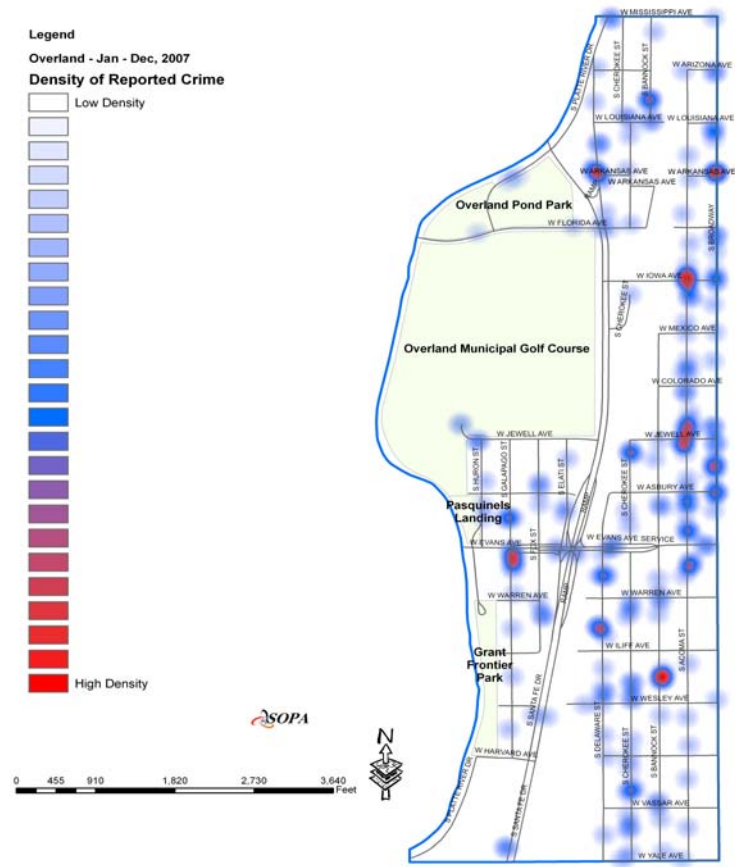 Legend
Overland - Jan - Dec, 2007
Density of Reported Crime
Low Density
High Density
SOPA
0 455 910 1,820 2,730 3,640
Feet
N
W MISSISSIPPI AVE
S PLATTE RIVER DR
S CHEROKEE ST
S BANNOCK ST
W ARIZONA AVE
W LOUISIANA AVE
W LOUISIANA AVE
W ARKANSAS AVE
W ARKANSAS AVE
W ARKANSAS AVE
RAMP
Overland Pond Park
W FLORIDA AVE
S BROADWAY
W IOWA AVE
S CHEROKEE ST
W MEXICO AVE
Overland Municipal Golf Course
W COLORADO AVE
W JEWELL AVE
W JEWELL AVE
S HURON ST
S GALAPAGO ST
S ELATI ST
S CHEROKEE ST
W ASBURY AVE
RAMP
Pasquinels
Landing
W EVANS AVE
S FOX ST
W EVANS AVE SERVICE
RAMP
W WARREN AVE
W WARREN AVE
Grant
Frontier
Park
W ILIFF AVE
S ACOMA ST
W WESLEY AVE
S SANTA FE DR
S DELAWARE ST
S CHEROKEE ST
S BANNOCK ST
W HARVARD AVE
S PLATTE RIVER DR
S SANTA FE DR
W VASSAR AVE
W YALE AVE